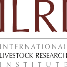 ILRI
INTERNATIONAL
LIVESTOCK RESEARCH
INSTITUTE